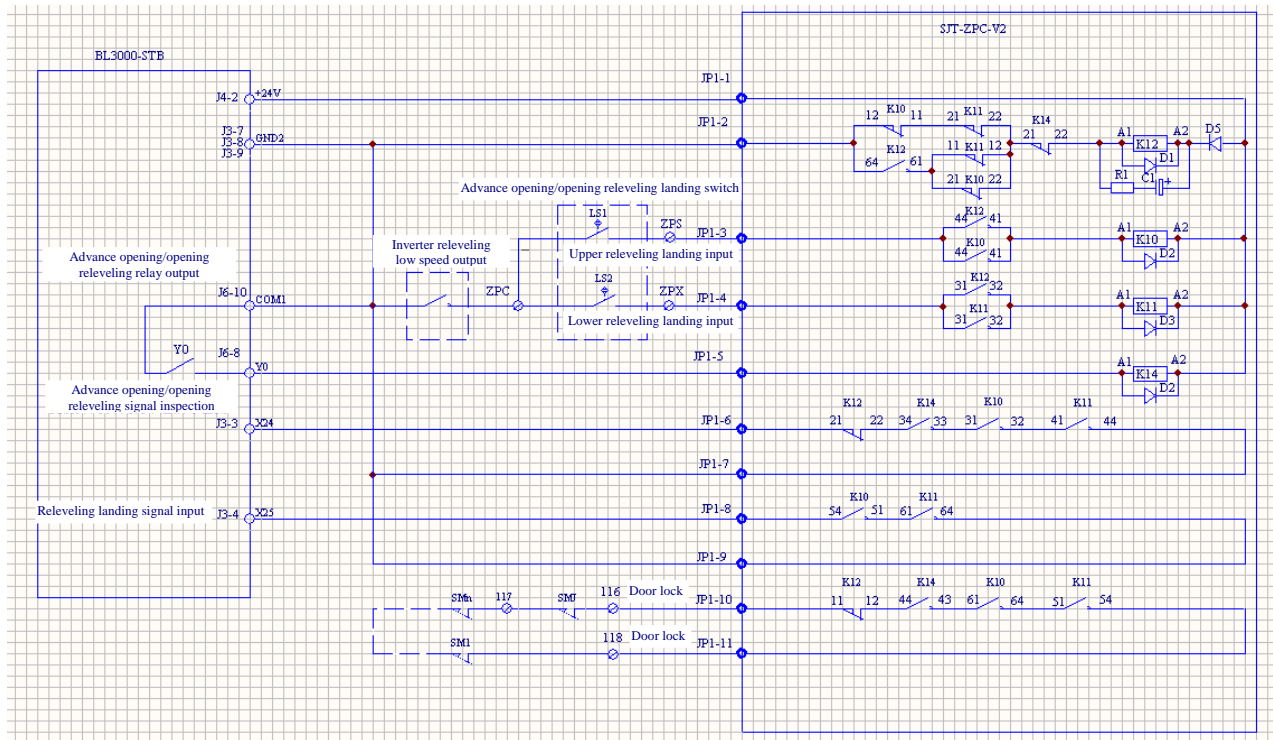 SJT-ZPC-V2
BL3000-STB
JP1-1
J4-2
+24V
K10
12
11
K11
21
22
K14
21
22
A1
K12
A2
D5
JP1-2
J3-7
J3-8
J3-9
GND2
K12
64
61
11
K11
12
D1
R1
C1
+
21
K10
22
Advance opening/opening releveling landing switch
LS1
ZPS
JP1-3
K12
44
41
K10
44
41
A1
K10
A2
D2
Upper releveling landing input
Inverter releveling
low speed output
Advance opening/opening
releveling relay output
J6-10
COM1
ZPC
LS2
ZPX
JP1-4
K12
31
32
K11
31
32
A1
K11
A2
D3
Lower releveling landing input
Y0
J6-8
Y0
JP1-5
A1
K14
A2
D2
Advance opening/opening
releveling signal inspection
J3-3
X24
JP1-6
K12
21
22
K14
34
33
K10
31
32
K11
41
44
JP1-7
Releveling landing signal input
J3-4
X25
JP1-8
K10
54
51
K11
61
64
JP1-9
SMn
117
SMJ
116
Door lock
JP1-10
K12
11
12
K14
44
43
K10
61
64
K11
51
54
SM1
118
Door lock
JP1-11